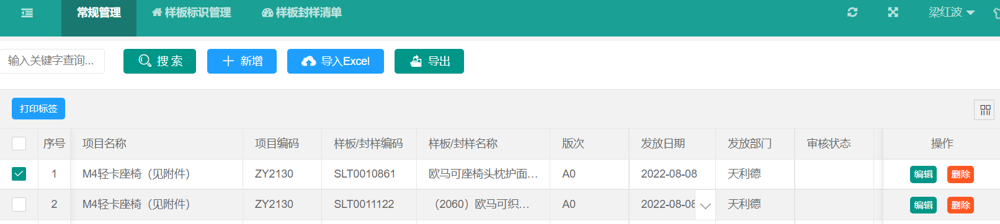 常规管理 样板标识管理 样板封样清单 梁红波
输入关键字查询... 搜索 新增 导入Excel 导出
打印标签
序号 项目名称 项目编码 样板/封样编码 样板/封样名称 版次 发放日期 发放部门 审核状态 操作
1 M4轻卡座椅（见附件） ZY2130 SLT0010861 欧马可座椅头枕护面… A0 2022-08-08 天利德 编辑 删除
2 M4轻卡座椅（见附件） ZY2130 SLT0011122 （2060）欧马可织… A0 2022-08-08 天利德 编辑 删除